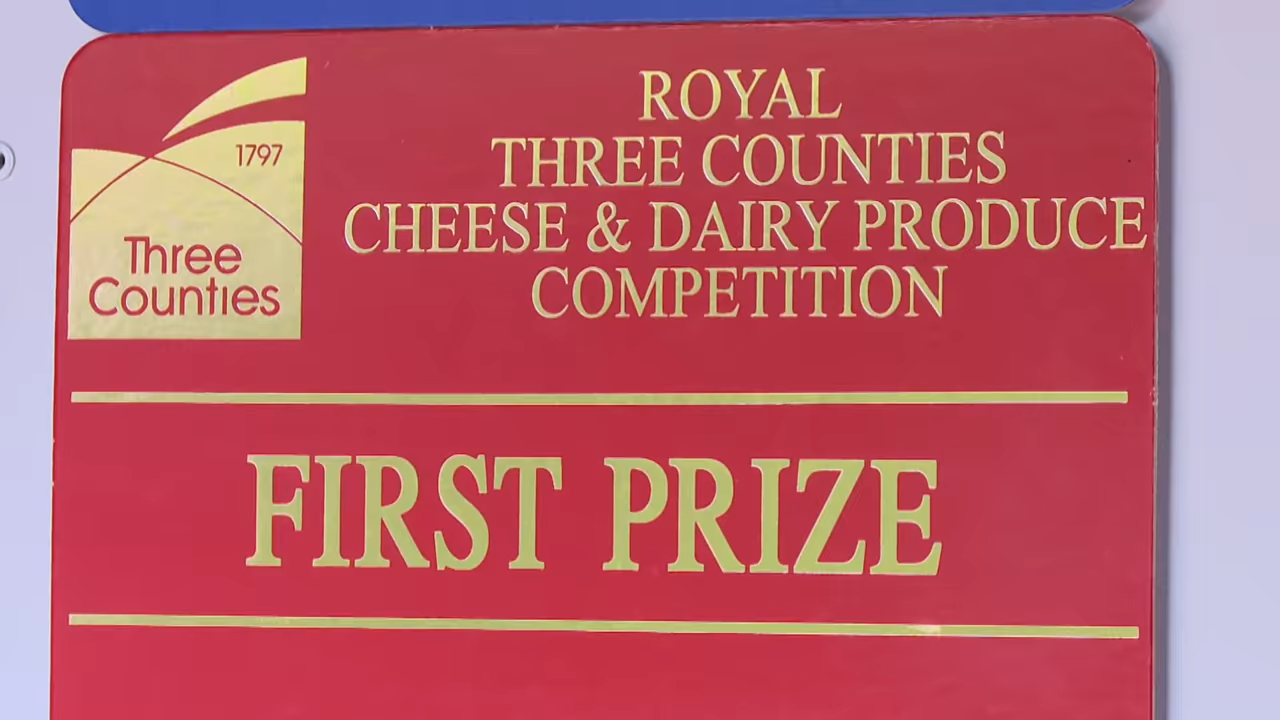 1797
Three
Counties
ROYAL
THREE COUNTIES
CHEESE & DAIRY PRODUCE
COMPETITION
FIRST PRIZE